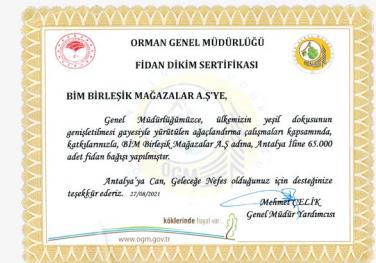 ORMAN GENEL MÜDÜRLÜĞÜ
FİDAN DİKİM SERTİFİKASI
BİM BİRLEŞİK MAĞAZALAR A.Ş'YE,
Genel Müdürlüğümüzce, ülkemizin yeşil dokusunun
genişletilmesi gayesiyle yürütülen ağaçlandırma çalışmaları kapsamında,
katkılarınızla, BİM Birleşik Mağazalar A.Ş adına, Antalya İline 65.000
adet fidan bağışı yapılmıştır.
Antalya'ya Can, Geleceğe Nefes olduğunuz için desteğinize
teşekkür ederiz. 27/08/2021
Mehmet ÇELİK
Genel Müdür Yardımcısı
köklerinde hayat var...
www.ogm.gov.tr